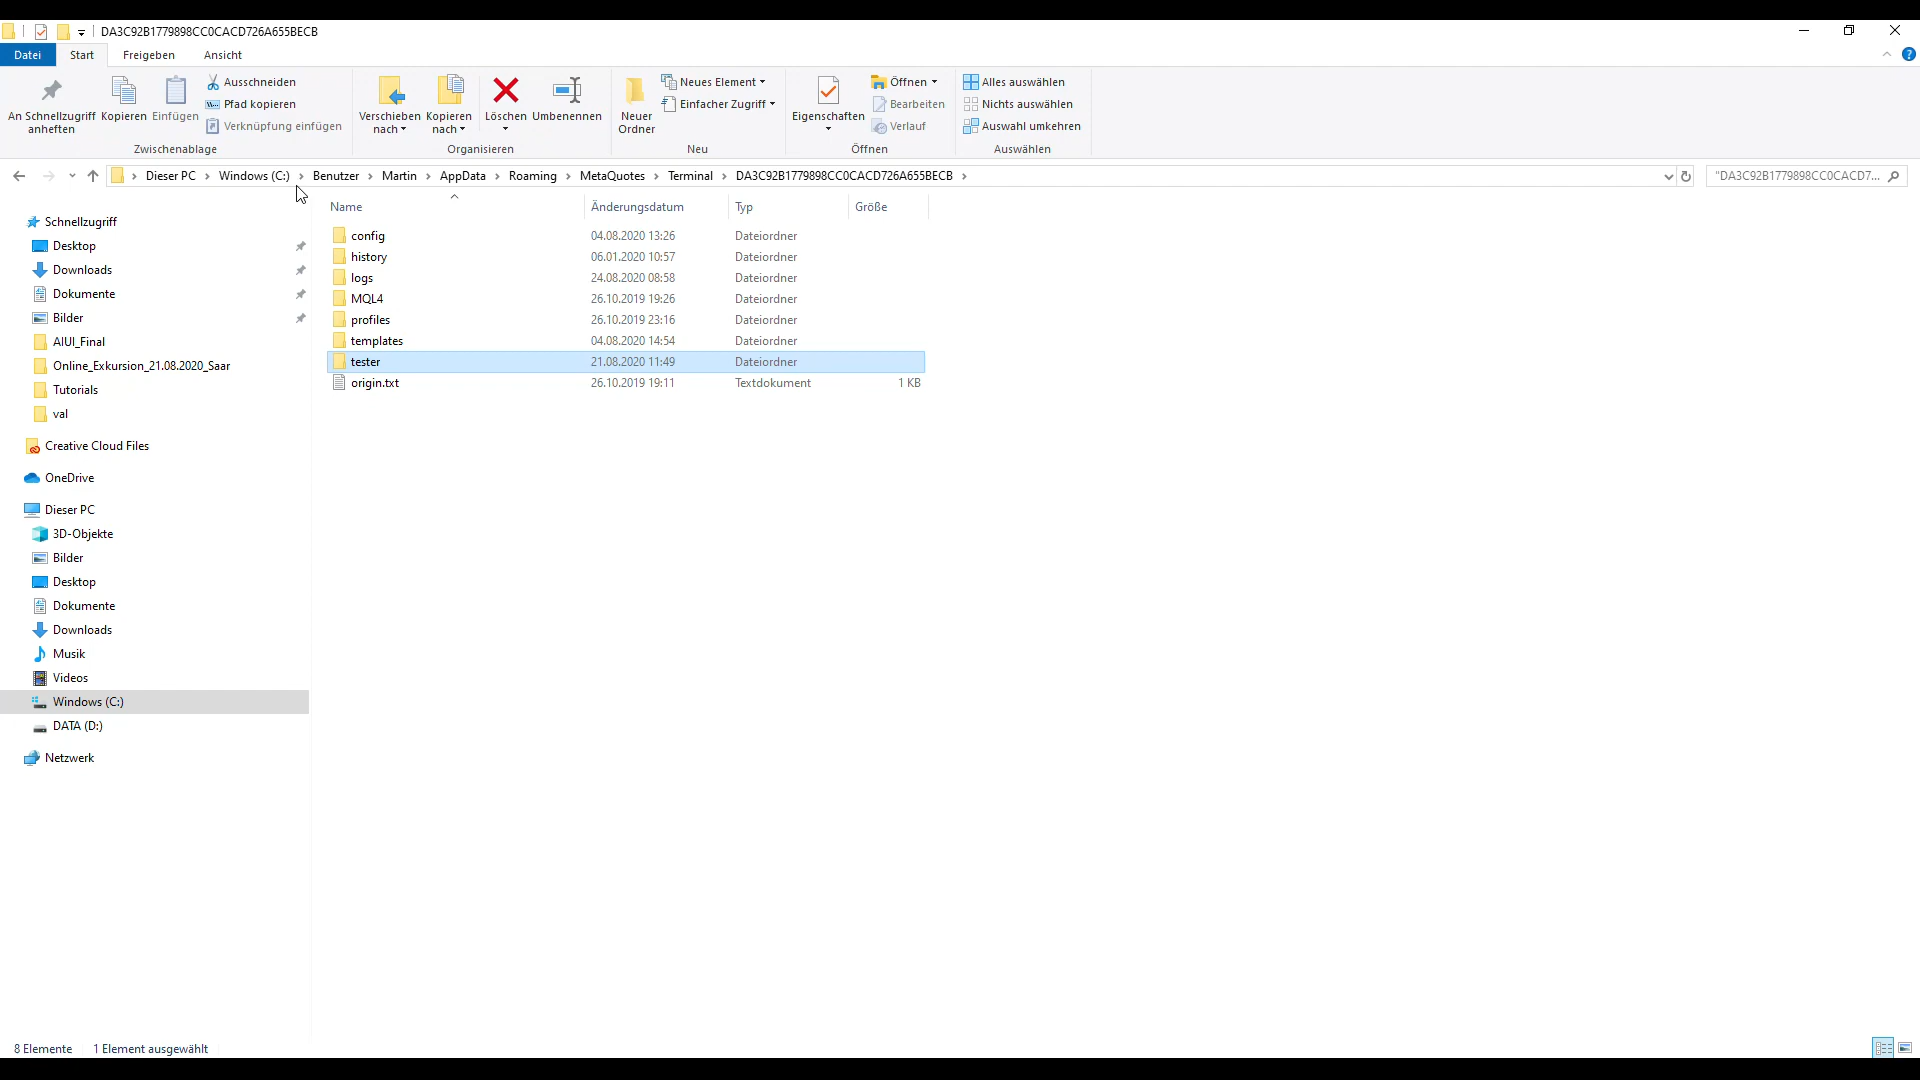 DA3C92B1779898CC0CACD726A655BECB
Datei Start Freigeben Ansicht
An Schnellzugriff anheften
Kopieren
Einfügen
Ausschneiden
Pfad kopieren
Verknüpfung einfügen
Zwischenablage
Verschieben nach
Kopieren nach
Löschen
Umbenennen
Organisieren
Neuer Ordner
Neues Element
Einfacher Zugriff
Neu
Eigenschaften
Öffnen
Bearbeiten
Verlauf
Öffnen
Alles auswählen
Nichts auswählen
Auswahl umkehren
Auswählen
Dieser PC Windows (C:) Benutzer Martin AppData Roaming MetaQuotes Terminal DA3C92B1779898CC0CACD726A655BECB
"DA3C92B1779898CC0CACD7...
Schnellzugriff
Desktop
Downloads
Dokumente
Bilder
AIUI_Final
Online_Exkursion_21.08.2020_Saar
Tutorials
val
Creative Cloud Files
OneDrive
Dieser PC
3D-Objekte
Bilder
Desktop
Dokumente
Downloads
Musik
Videos
Windows (C:)
DATA (D:)
Netzwerk
Name Änderungsdatum Typ Größe
config 04.08.2020 13:26 Dateiordner
history 06.01.2020 10:57 Dateiordner
logs 24.08.2020 08:58 Dateiordner
MQL4 26.10.2019 19:26 Dateiordner
profiles 26.10.2019 23:16 Dateiordner
templates 04.08.2020 14:54 Dateiordner
tester 21.08.2020 11:49 Dateiordner
origin.txt 26.10.2019 19:11 Textdokument 1 KB
8 Elemente 1 Element ausgewählt